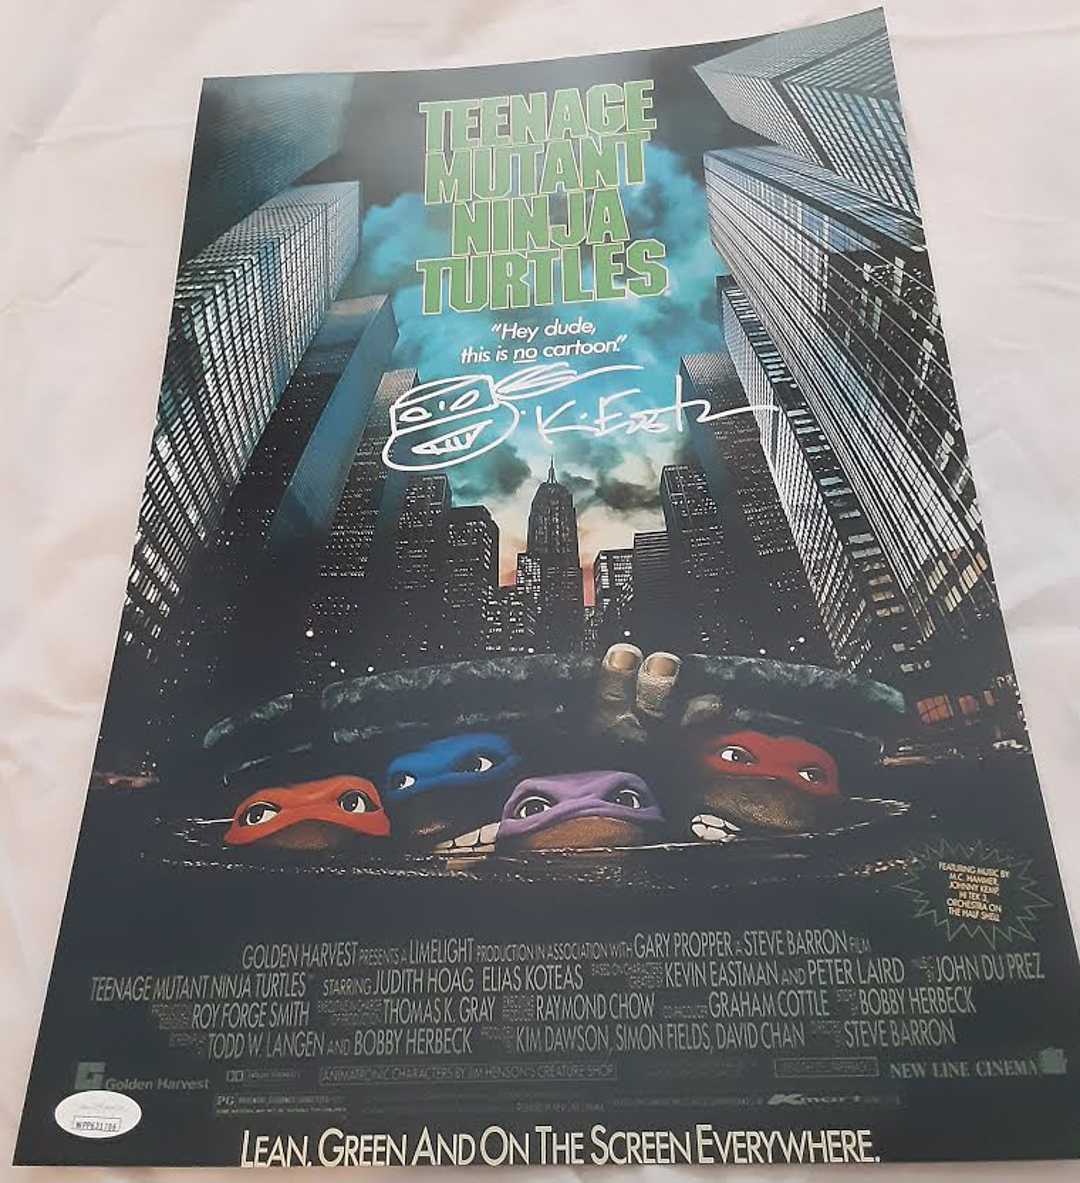 TEENAGE
MUTANT
NINJA
TURTLES
"Hey dude,
this is no cartoon."
FEATURING MUSIC BY
M.C. HAMMER,
JOHNNY KEMP,
HI TEK 3,
ORCHESTRA ON
THE HALF SHELL
GOLDEN HARVEST PRESENTS A LIMELIGHT PRODUCTION IN ASSOCIATION WITH GARY PROPPER A STEVE BARRON FILM
TEENAGE MUTANT NINJA TURTLES™ STARRING JUDITH HOAG ELIAS KOTEAS BASED ON CHARACTERS KEVIN EASTMAN AND PETER LAIRD JOHN DU PREZ
ROY FORGE SMITH THOMAS K. GRAY RAYMOND CHOW GRAHAM COTTLE BOBBY HERBECK
TODD W. LANGEN AND BOBBY HERBECK KIM DAWSON, SIMON FIELDS, DAVID CHAN STEVE BARRON
Golden Harvest ANIMATRONIC CHARACTERS BY JIM HENSON'S CREATURE SHOP NEW LINE CINEMA
PG Kmart
LEAN, GREEN AND ON THE SCREEN EVERYWHERE.